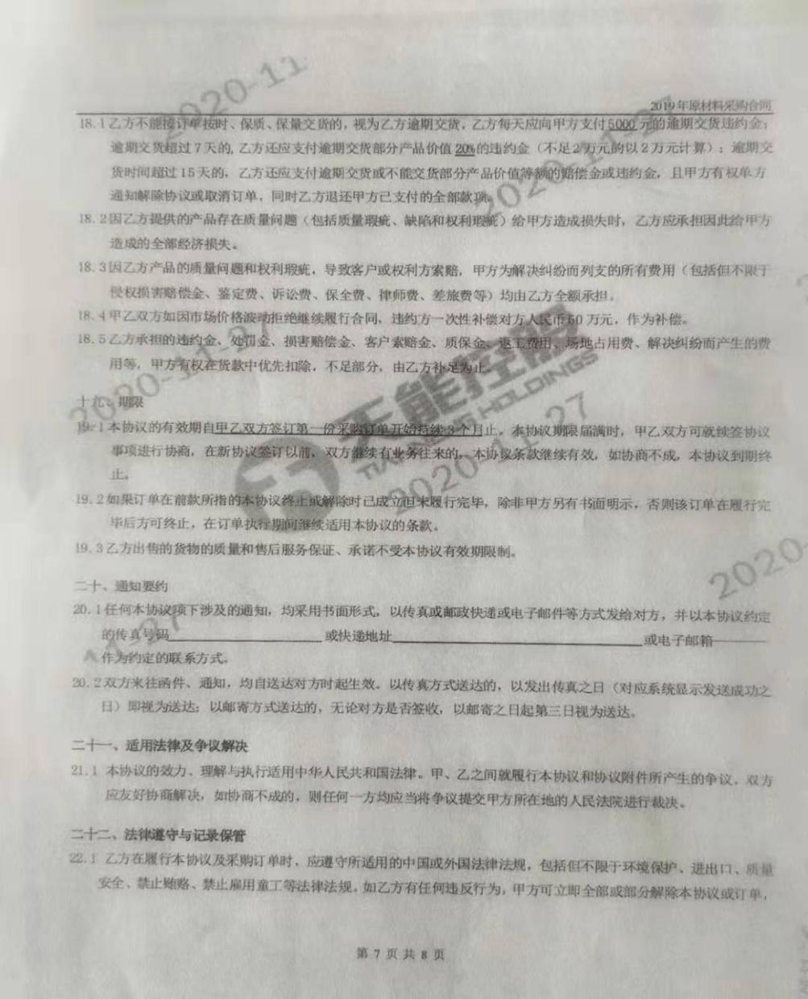 2019年原材料采购合同
18.1乙方不能按订单按时、保质、保量交货的，视为乙方逾期交货，乙方每天应向甲方支付5000元的逾期交货违约金；
逾期交货超过7天的，乙方还应支付逾期交货部分产品价值20%的违约金（不足2万元的以2万元计算）；逾期交
货时间超过15天的，乙方还应支付逾期交货或不能交货部分产品价值等额的赔偿金或违约金，且甲方有权单方
通知解除协议或取消订单，同时乙方退还甲方已支付的全部款项。
18.2因乙方提供的产品存在质量问题（包括质量瑕疵、缺陷和权利瑕疵）给甲方造成损失时，乙方应承担因此给甲方
造成的全部经济损失。
18.3因乙方产品的质量问题和权利瑕疵，导致客户或权利方索赔，甲方为解决纠纷而列支的所有费用（包括但不限于
侵权损害赔偿金、鉴定费、诉讼费、保全费、律师费、差旅费等）均由乙方全额承担。
18.4甲乙双方如因市场价格波动拒绝继续履行合同，违约方一次性补偿对方人民币60万元，作为补偿。
18.5乙方承担的违约金、处罚金、损害赔偿金、客户索赔金、质保金、返工费用、场地占用费、解决纠纷而产生的费
用等，甲方有权在货款中优先扣除，不足部分，由乙方补足为止。
十九、期限
19.1本协议的有效期自甲乙双方签订第一份采购订单开始持续3个月止。本协议期限届满时，甲乙双方可就续签协议
事项进行协商，在新协议签订以前，双方继续有业务往来的，本协议条款继续有效，如协商不成，本协议到期终
止。
19.2如果订单在前款所指的本协议终止或解除时已成立但未履行完毕，除非甲方另有书面明示，否则该订单在履行完
毕后方可终止，在订单执行期间继续适用本协议的条款。
19.3乙方出售的货物的质量和售后服务保证、承诺不受本协议有效期限制。
二十、通知要约
20.1任何本协议项下涉及的通知，均采用书面形式，以传真或邮政快递或电子邮件等方式发给对方，并以本协议约定
的传真号码 或快递地址 或电子邮箱
作为约定的联系方式。
20.2双方来往函件、通知，均自送达对方时起生效。以传真方式送达的，以发出传真之日（对应系统显示发送成功之
日）即视为送达；以邮寄方式送达的，无论对方是否签收，以邮寄之日起第三日视为送达。
二十一、适用法律及争议解决
21.1 本协议的效力、理解与执行适用中华人民共和国法律。甲、乙之间就履行本协议和协议附件所产生的争议，双方
应友好协商解决，如协商不成的，则任何一方均应当将争议提交甲方所在地的人民法院进行裁决。
二十二、法律遵守与记录保管
22.1 乙方在履行本协议及采购订单时，应遵守所适用的中国或外国法律法规，包括但不限于环境保护、进出口、质量
安全、禁止贿赂、禁止雇用童工等法律法规。如乙方有任何违反行为，甲方可立即全部或部分解除本协议或订单，
第 7 页 共 8 页
2020-11
2020-11-27
2020-11-27
天能控股
TIANNENG HOLDINGS
2020-11-27
2020-
11-27